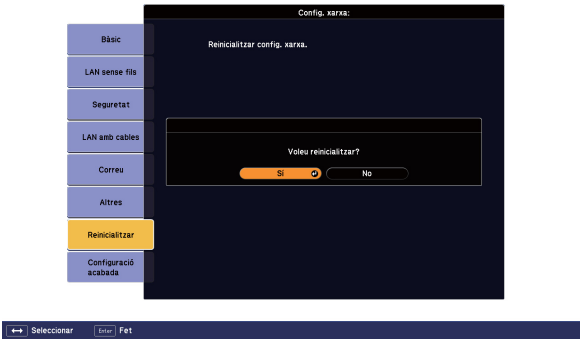 Config. xarxa:
Bàsic
Reinicialitzar config. xarxa.
LAN sense fils
Seguretat
LAN amb cables
Voleu reinicialitzar?
Sí
No
Correu
Altres
Reinicialitzar
Configuració
acabada
Seleccionar
Enter Fet